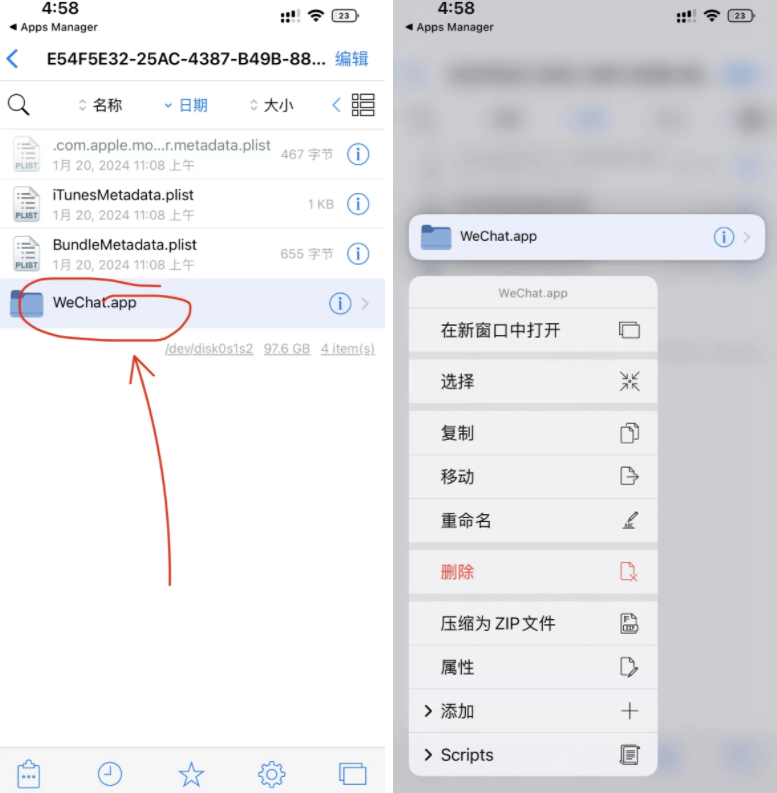 4:58
23
◀ Apps Manager
E54F5E32-25AC-4387-B49B-88... 编辑
名称 日期 大小
.com.apple.mo...r.metadata.plist
1月 20, 2024 11:08 上午
467 字节
PLIST
iTunesMetadata.plist
1月 20, 2024 11:08 上午
1 KB
PLIST
BundleMetadata.plist
1月 20, 2024 11:08 上午
655 字节
PLIST
WeChat.app
/dev/disk0s1s2 97.6 GB 4 item(s)
4:58
23
◀ Apps Manager
WeChat.app
WeChat.app
在新窗口中打开
选择
复制
移动
重命名
ABC
删除
压缩为 ZIP 文件
ZIP
属性
添加
Scripts